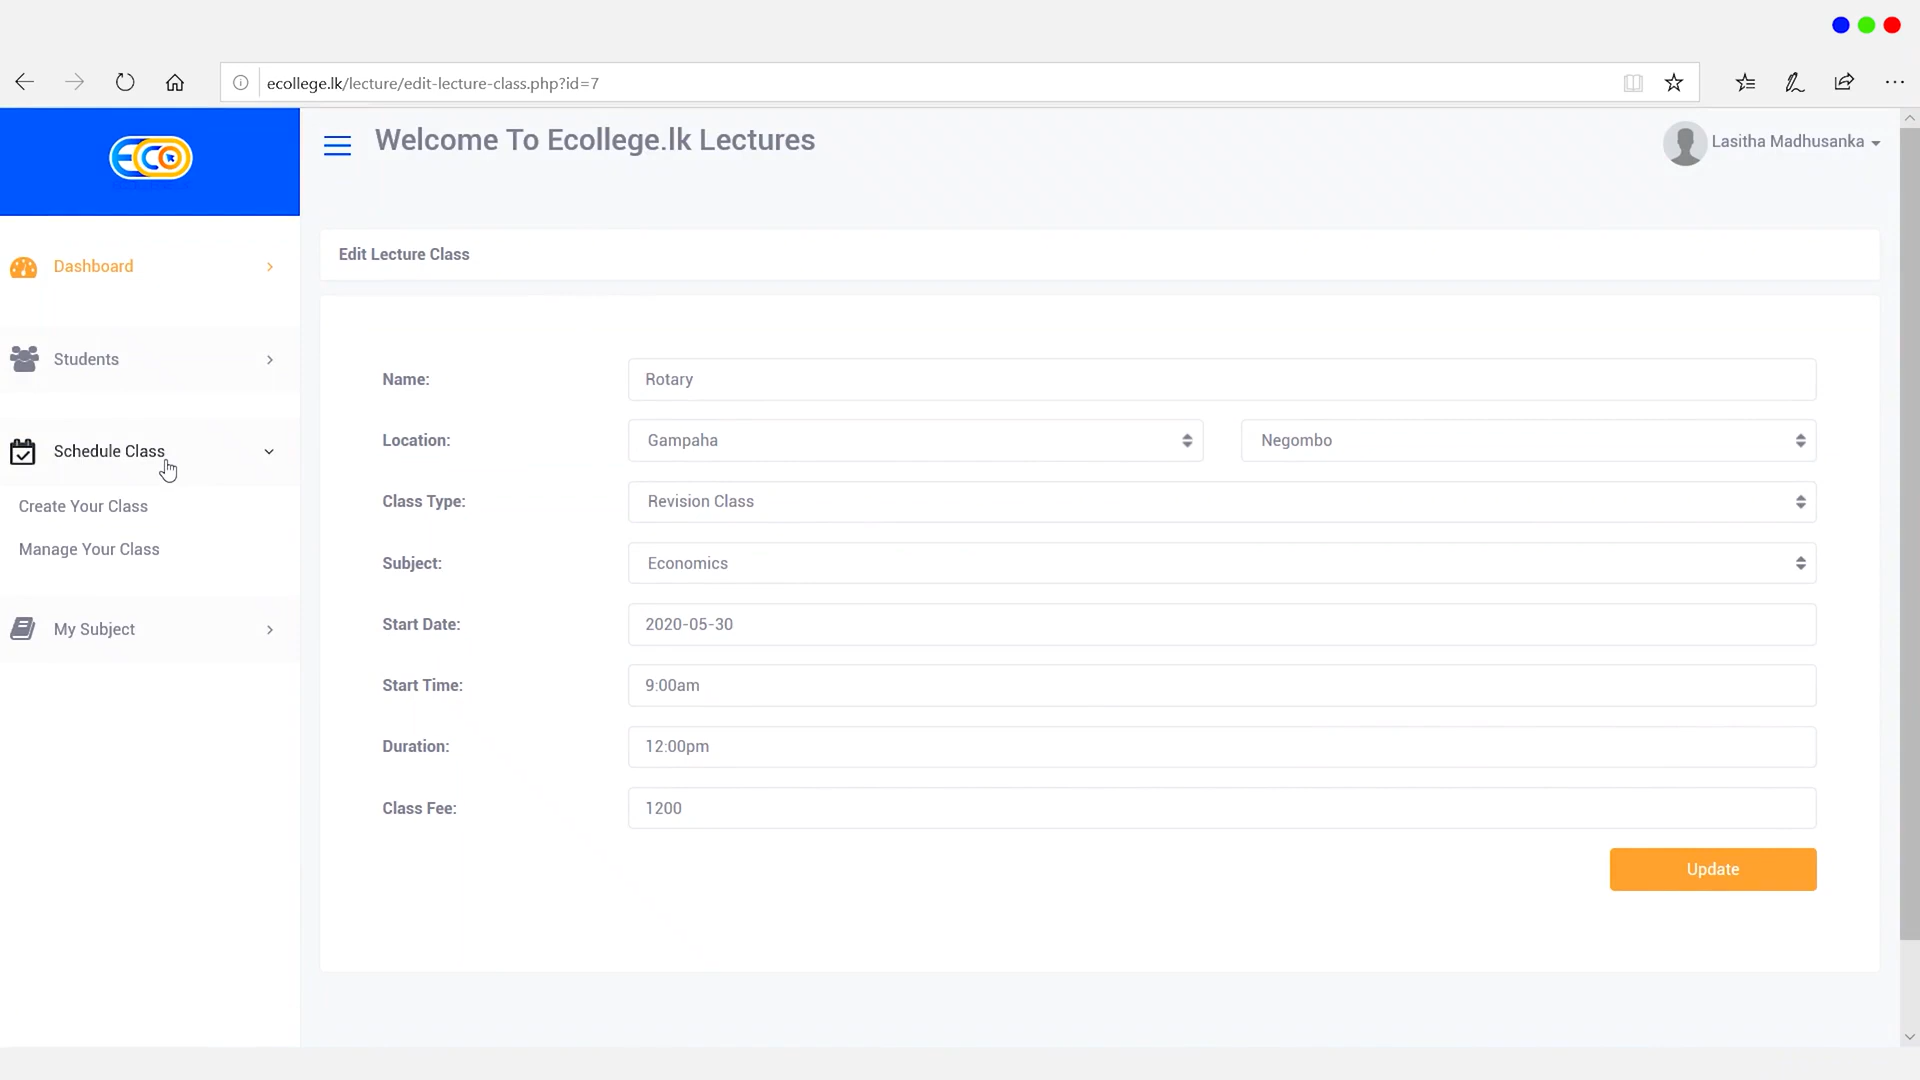 ecollege.lk/lecture/edit-lecture-class.php?id=7
ECO
Welcome To Ecollege.lk Lectures
Lasitha Madhusanka
Dashboard
Students
Schedule Class
Create Your Class
Manage Your Class
My Subject
Edit Lecture Class
Name: Rotary
Location: Gampaha Negombo
Class Type: Revision Class
Subject: Economics
Start Date: 2020-05-30
Start Time: 9:00am
Duration: 12:00pm
Class Fee: 1200
Update